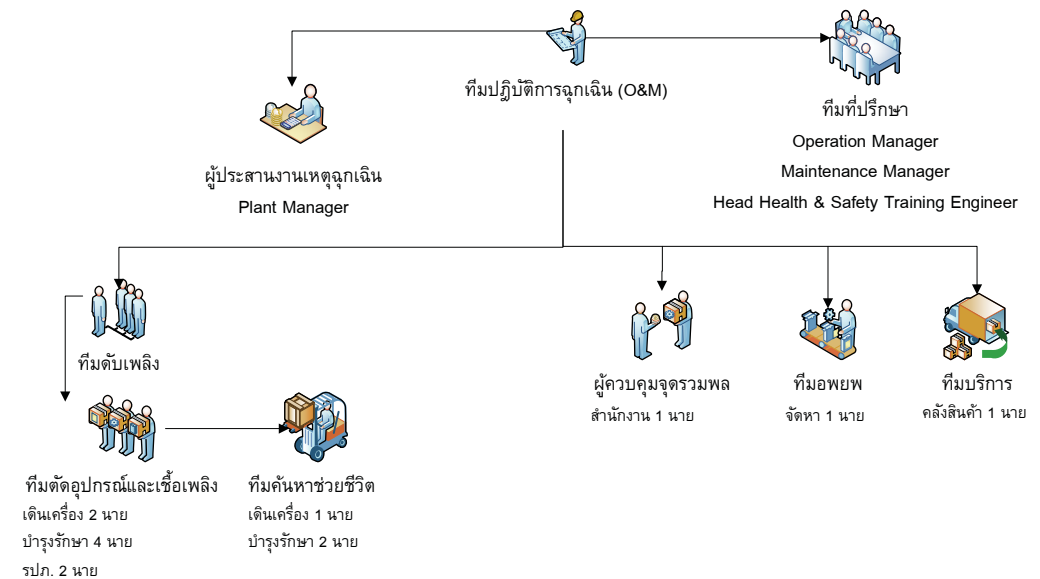 ทีมปฎิบัติการฉุกเฉิน (O&M)
ผู้ประสานงานเหตุฉุกเฉิน
Plant Manager
ทีมที่ปรึกษา
Operation Manager
Maintenance Manager
Head Health & Safety Training Engineer
ทีมดับเพลิง
ผู้ควบคุมจุดรวมพล
สำนักงาน 1 นาย
ทีมอพยพ
จัดหา 1 นาย
ทีมบริการ
คลังสินค้า 1 นาย
ทีมตัดอุปกรณ์และเชื้อเพลิง
เดินเครื่อง 2 นาย
บำรุงรักษา 4 นาย
รปภ. 2 นาย
ทีมค้นหาช่วยชีวิต
เดินเครื่อง 1 นาย
บำรุงรักษา 2 นาย